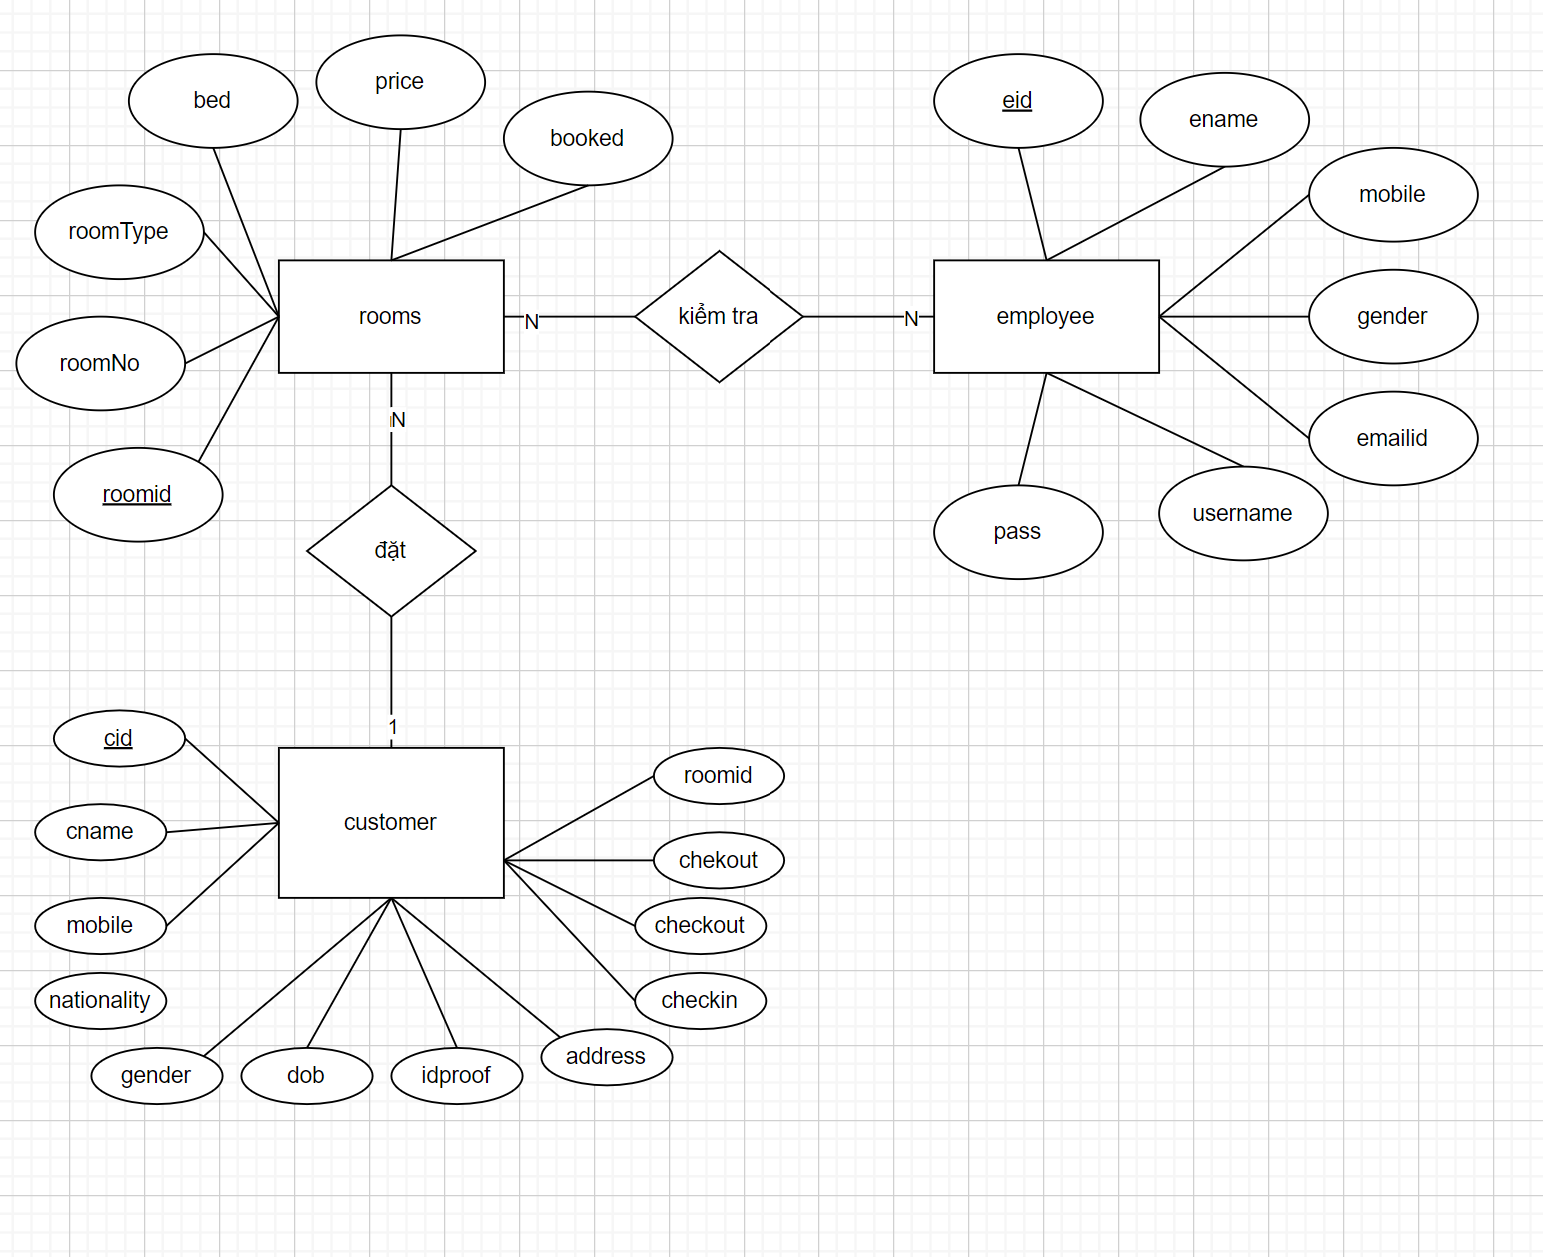 price
bed
booked
eid
ename
mobile
roomType
rooms
N
kiểm tra
N
employee
gender
roomNo
N
emailid
roomid
username
pass
đặt
1
cid
roomid
customer
cname
chekout
mobile
checkout
nationality
checkin
gender
dob
idproof
address